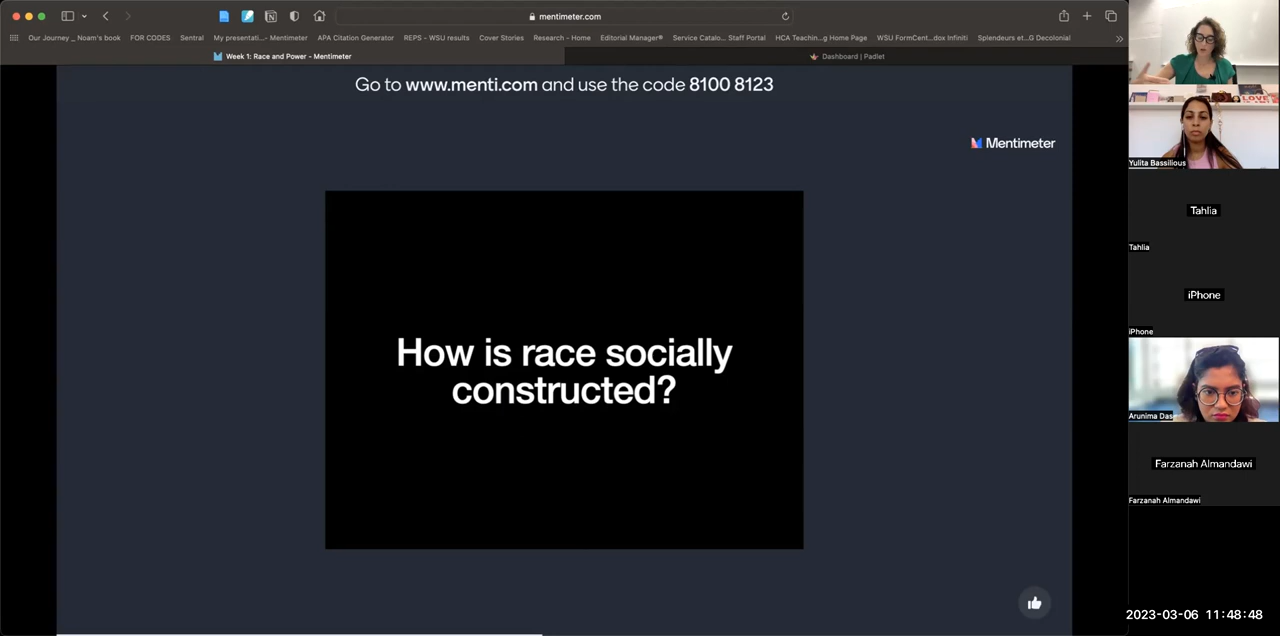 mentimeter.com
Our Journey _ Noam's book
FOR CODES
Sentral
My presentati...- Mentimeter
APA Citation Generator
REPS - WSU results
Cover Stories
Research - Home
Editorial Manager®
Service Catalo... Staff Portal
HCA Teachin...g Home Page
WSU FormCent...dox Infiniti
Splendeurs et...G Decolonial
Week 1: Race and Power - Mentimeter
Dashboard | Padlet
Go to www.menti.com and use the code 8100 8123
Mentimeter
How is race socially
constructed?
LOVE
Yulita Bassilious
Tahlia
Tahlia
iPhone
iPhone
Arunima Das
Farzanah Almandawi
Farzanah Almandawi
2023-03-06 11:48:48